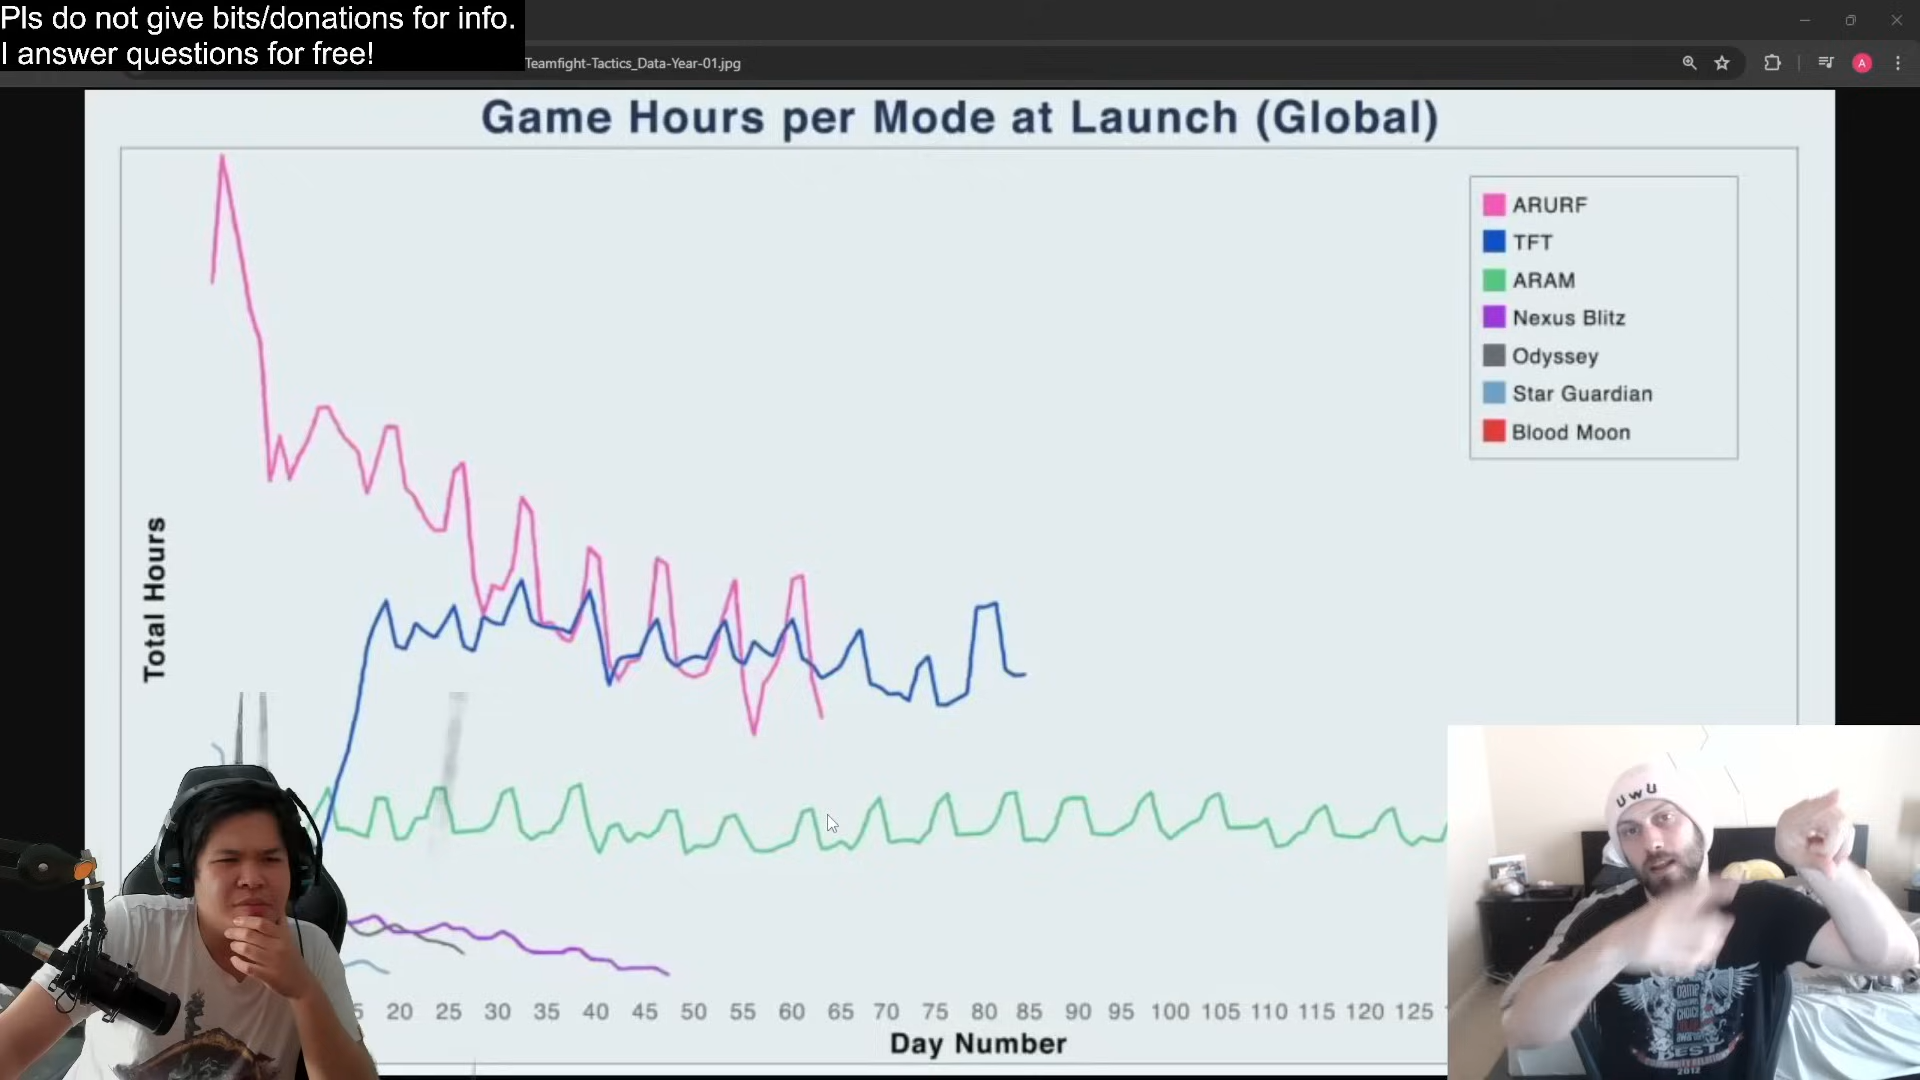 Pls do not give bits/donations for info.
I answer questions for free!
Teamfight-Tactics_Data-Year-01.jpg
A
Game Hours per Mode at Launch (Global)
ARURF
TFT
ARAM
Nexus Blitz
Odyssey
Star Guardian
Blood Moon
Total Hours
20 25 30 35 40 45 50 55 60 65 70 75 80 85 90 95 100 105 110 115 120 125
Day Number
UwU
BEST
2012